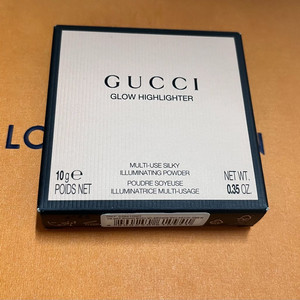 GUCCI
GLOW HIGHLIGHTER
MULTI-USE SILKY
ILLUMINATING POWDER
10g e
POIDS NET
POUDRE SOYEUSE
ILLUMINATRICE MULTI-USAGE
NET WT.
0.35 OZ.
LO
N